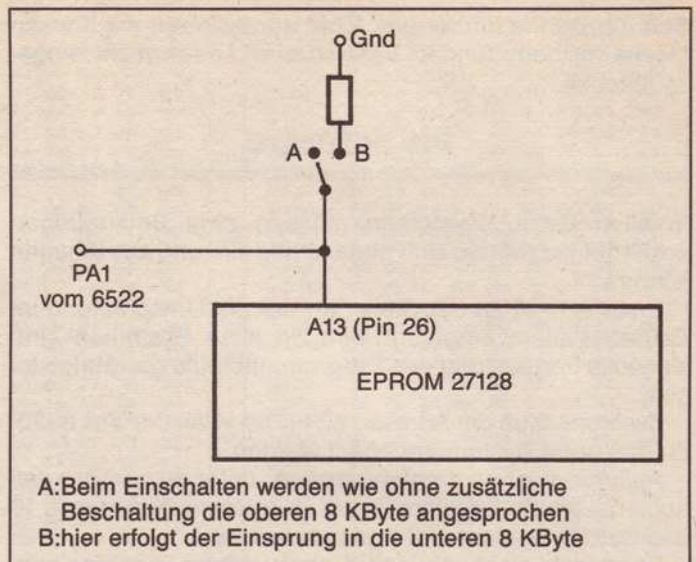 Gnd
A B
PA1
vom 6522
A13 (Pin 26)
EPROM 27128
A:Beim Einschalten werden wie ohne zusätzliche
Beschaltung die oberen 8 KByte angesprochen
B:hier erfolgt der Einsprung in die unteren 8 KByte